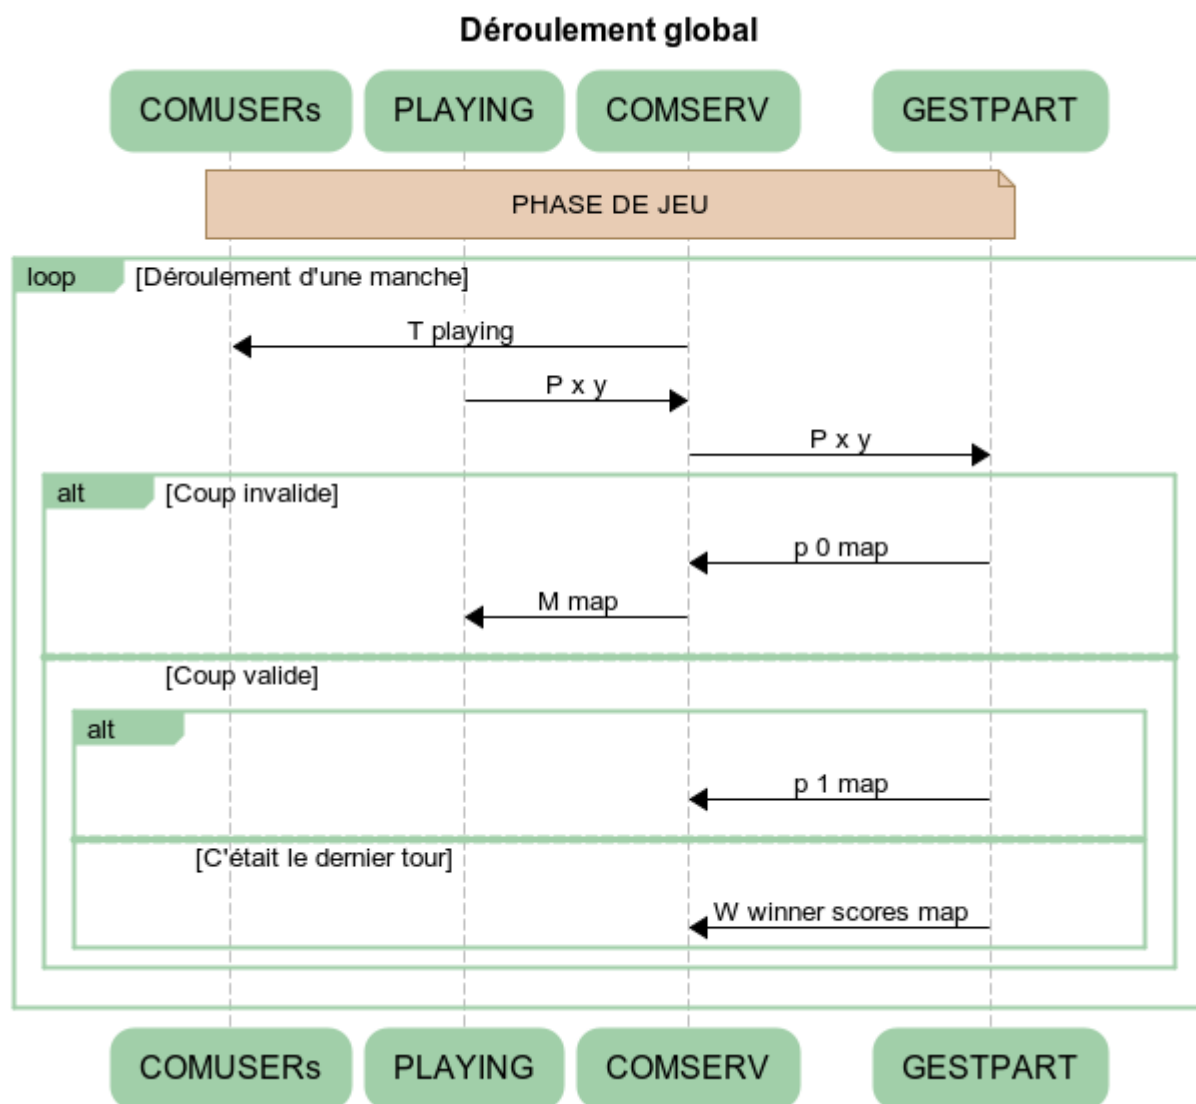 Déroulement global
COMUSERs PLAYING COMSERV GESTPART
PHASE DE JEU
loop [Déroulement d'une manche]
T playing
P x y
P x y
alt [Coup invalide]
p 0 map
M map
[Coup valide]
alt
p 1 map
[C'était le dernier tour]
W winner scores map
COMUSERs PLAYING COMSERV GESTPART